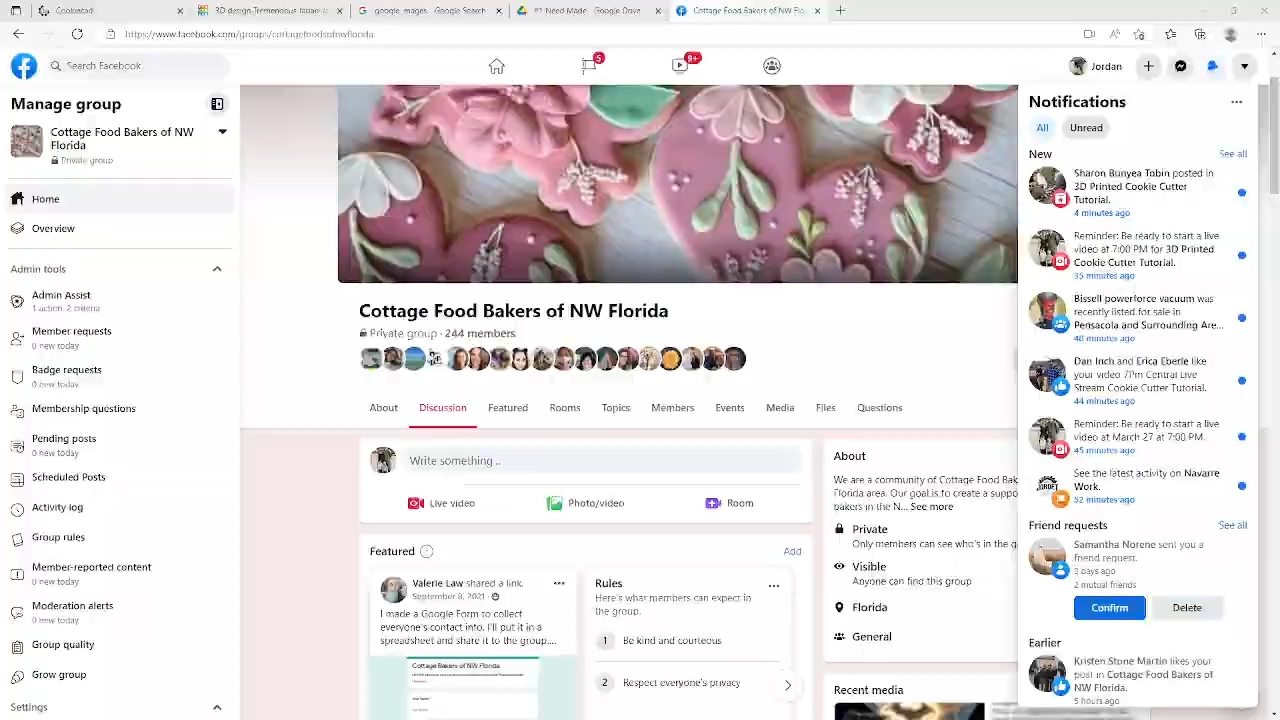 Cookiecad
3D design Tremendous
google images - Google Search
Need Made - Google Drive
Cottage Food Bakers of NW Flo
https://www.facebook.com/groups/cottagefoodsofnwflorida
Search Facebook
5
9+
Jordan
Manage group
Cottage Food Bakers of NW
Florida
Private group
Home
Overview
Admin tools
Admin Assist
1 action, 2 criteria
Member requests
0 new today
Badge requests
0 new today
Membership questions
Pending posts
0 new today
Scheduled Posts
Activity log
Group rules
Member-reported content
0 new today
Moderation alerts
0 new today
Group quality
Settings
Cottage Food Bakers of NW Florida
Private group · 244 members
About
Discussion
Featured
Rooms
Topics
Members
Events
Media
Files
Questions
Write something...
Live video
Photo/video
Room
Featured
Add
Valerie Law shared a link.
September 8, 2021
I made a Google Form to collect
everyone's contact info. I'll put it in a
spreadsheet and share it to the group....
Cottage Bakers of NW Florida
Rules
Here's what members can expect in
the group.
1 Be kind and courteous
2 Respect everyone's privacy
About
We are a community of Cottage Food Bak
Florida area. Our goal is to create a suppo
bakers in the N... See more
Private
Only members can see who's in the g
Visible
Anyone can find this group
Florida
General
Recent media
Notifications
All
Unread
New
See all
Sharon Bunyea Tobin posted in
3D Printed Cookie Cutter
Tutorial.
4 minutes ago
Reminder: Be ready to start a live
video at 7:00 PM for 3D Printed
Cookie Cutter Tutorial.
35 minutes ago
Bissell powerforce vacuum was
recently listed for sale in
Pensacola and Surrounding Are...
40 minutes ago
Dan Inch and Erica Eberle like
your video 7Pm Central Live
Stream Cookie Cutter Tutorial.
44 minutes ago
Reminder: Be ready to start a live
video at March 27 at 7:00 PM.
45 minutes ago
See the latest activity on Navarre
Work.
52 minutes ago
Friend requests
See all
Samantha Norene sent you a
friend request.
3 days ago
2 mutual friends
Confirm
Delete
Earlier
Kristen Stone Martin likes your
post in Cottage Food Bakers of
NW Florida
5 hours ago